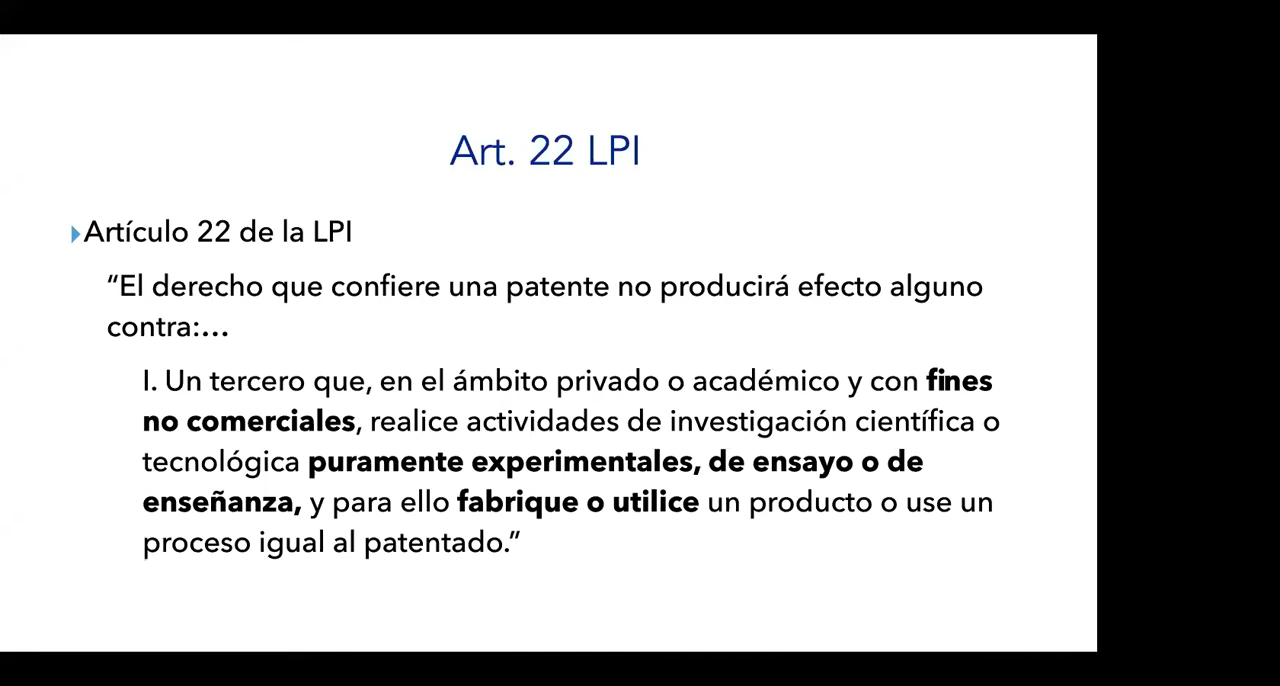 Art. 22 LPI
Artículo 22 de la LPI
“El derecho que confiere una patente no producirá efecto alguno
contra:…
I. Un tercero que, en el ámbito privado o académico y con fines
no comerciales, realice actividades de investigación científica o
tecnológica puramente experimentales, de ensayo o de
enseñanza, y para ello fabrique o utilice un producto o use un
proceso igual al patentado.”